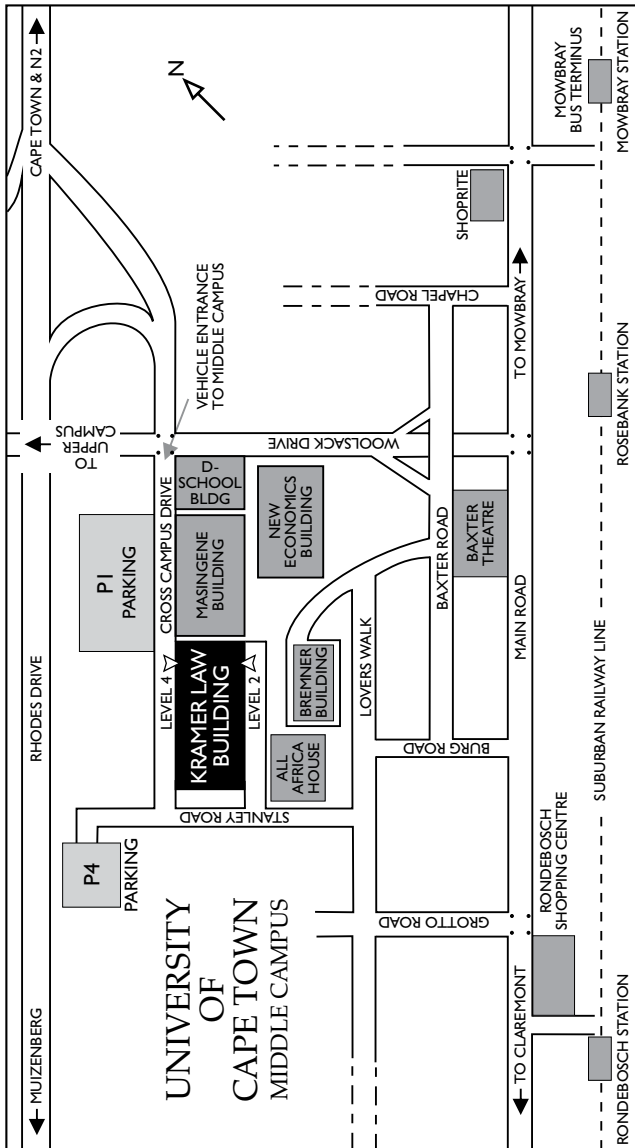 MUIZENBERG
RHODES DRIVE
CAPE TOWN & N2
N
P4
PARKING
P1
PARKING
TO
UPPER
CAMPUS
CROSS CAMPUS DRIVE
VEHICLE ENTRANCE
TO MIDDLE CAMPUS
UNIVERSITY
OF
CAPE TOWN
MIDDLE CAMPUS
STANLEY ROAD
LEVEL 4
KRAMER LAW
BUILDING
LEVEL 2
MASINGENE
BUILDING
D-
SCHOOL
BLDG
NEW
ECONOMICS
BUILDING
WOOLSACK DRIVE
ALL
AFRICA
HOUSE
BREMNER
BUILDING
LOVERS WALK
GROTTO ROAD
BURG ROAD
BAXTER ROAD
CHAPEL ROAD
BAXTER
THEATRE
SHOPRITE
TO CLAREMONT
MAIN ROAD
TO MOWBRAY
RONDEBOSCH
SHOPPING CENTRE
MOWBRAY
BUS TERMINUS
SUBURBAN RAILWAY LINE
RONDEBOSCH STATION
ROSEBANK STATION
MOWBRAY STATION